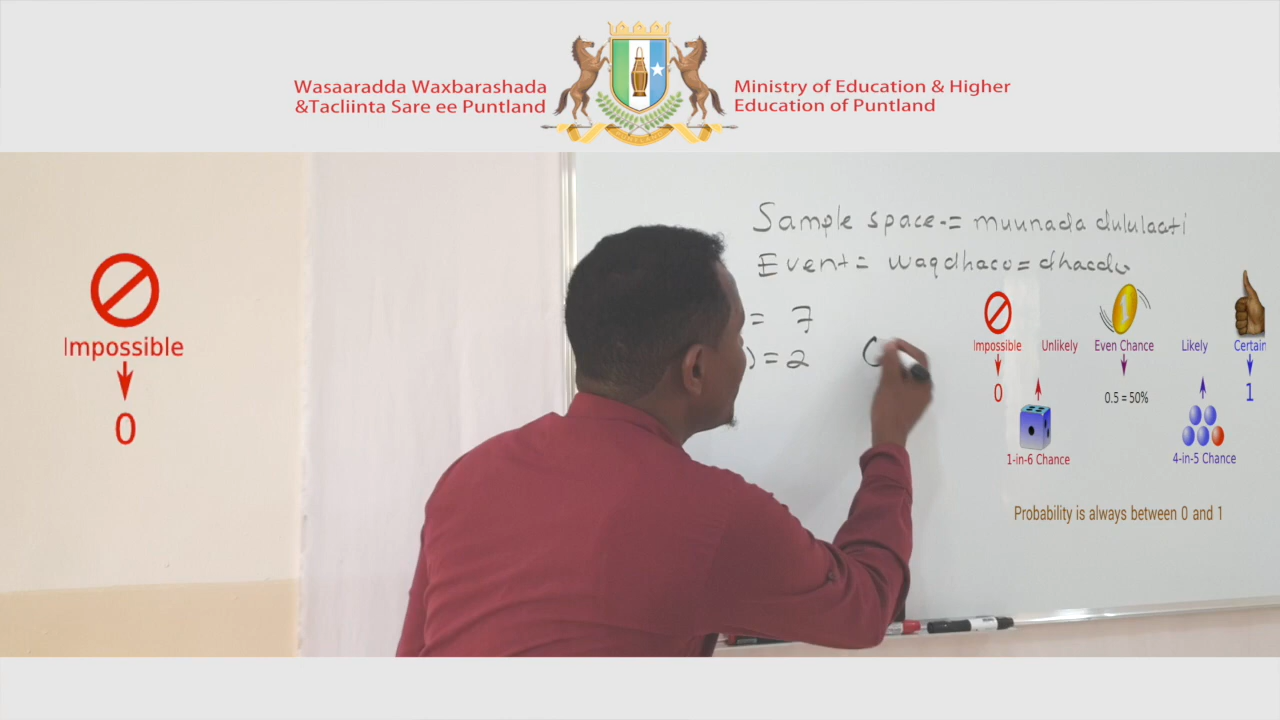 Wasaaradda Waxbarashada
&Tacliinta Sare ee Puntland
Ministry of Education & Higher
Education of Puntland
Impossible
0
Sample space-= muunada dululaati
Event= waqdhaco=dhacdo
= 7
)=2
Impossible
Unlikely
Even Chance
Likely
Certain
0
0.5 = 50%
1
1-in-6 Chance
4-in-5 Chance
Probability is always between 0 and 1